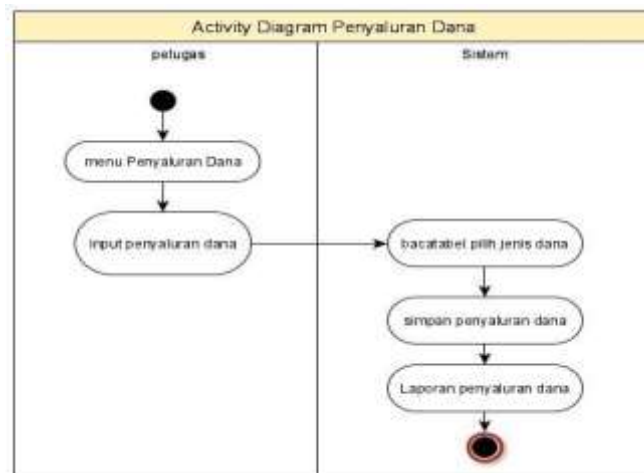 Activity Diagram Penyaluran Dana
petugas
Sistem
menu Penyaluran Dana
Input penyaluran dana
bacatabel pilih jenis dana
simpan penyaluran dana
Laporan penyaluran dana